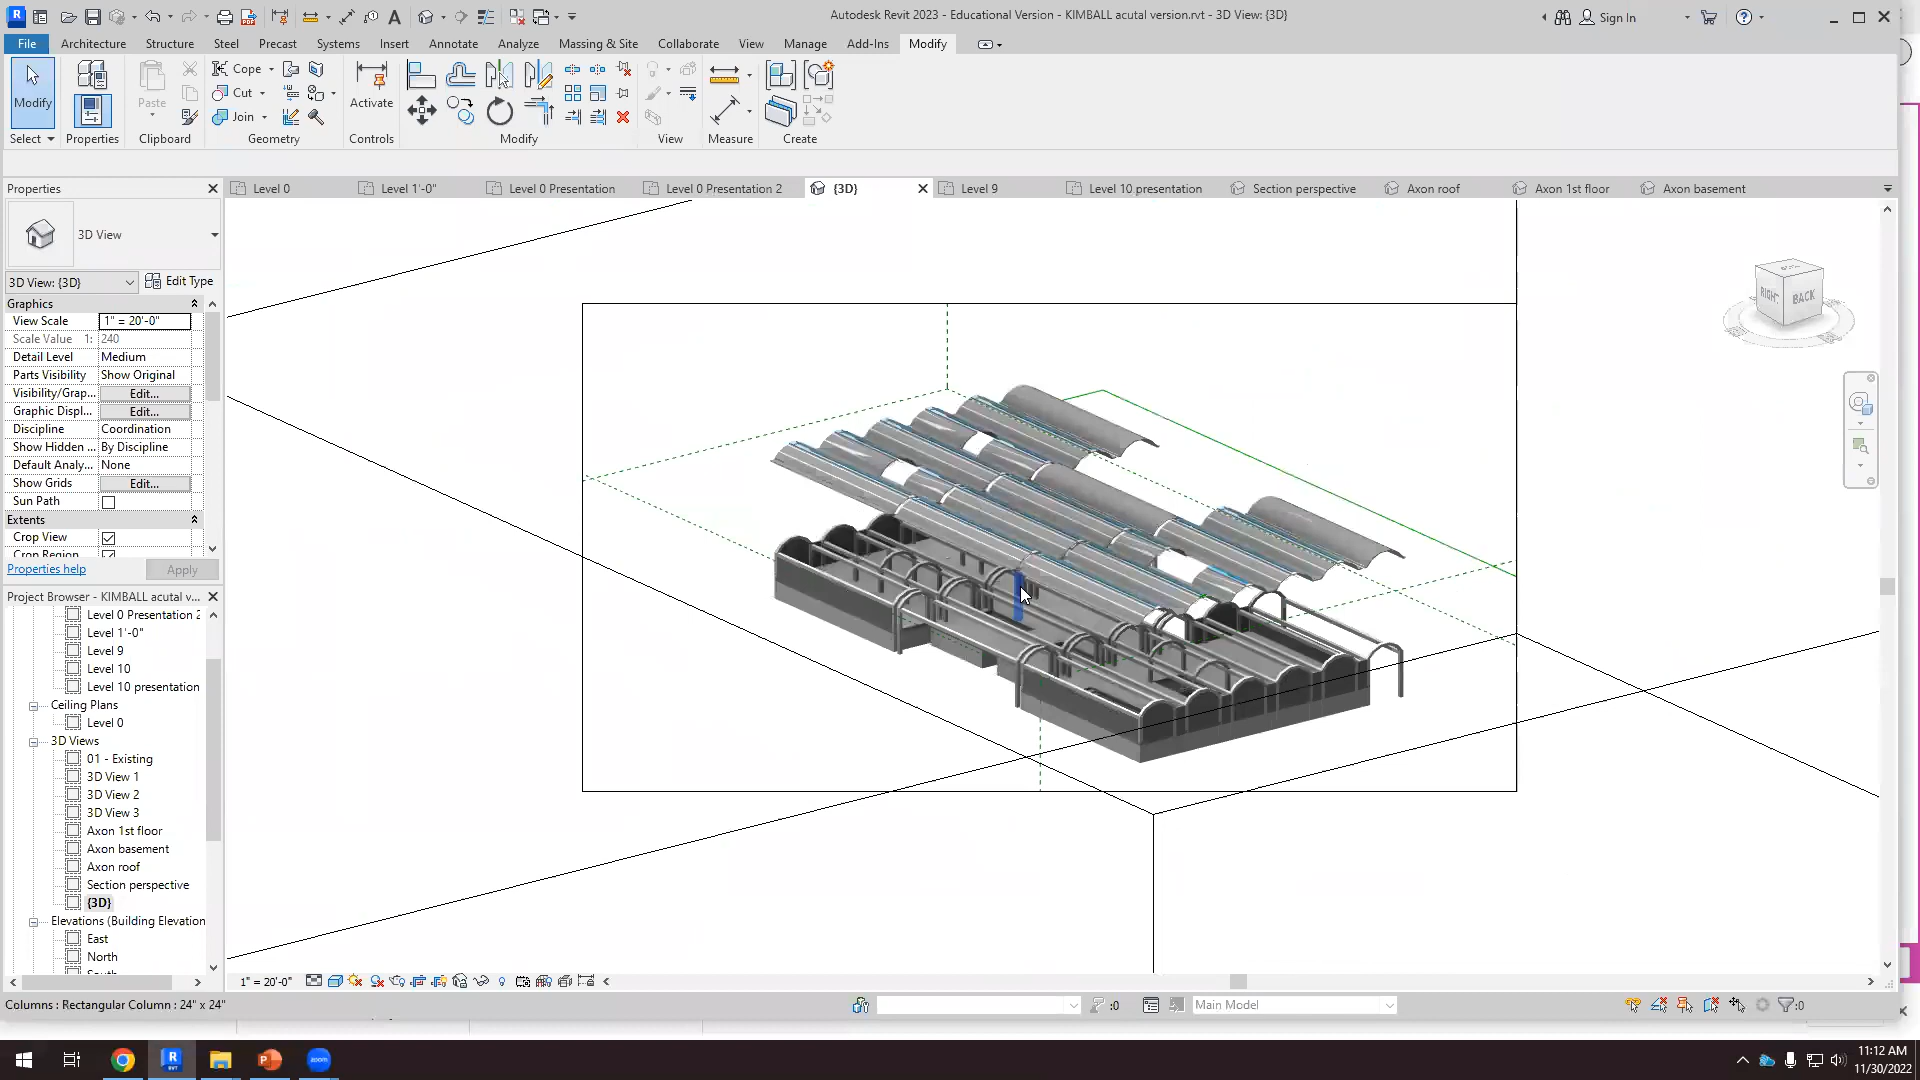 Autodesk Revit 2023 - Educational Version - KIMBALL acutal version.rvt - 3D View: {3D}
Sign In
File Architecture Structure Steel Precast Systems Insert Annotate Analyze Massing & Site Collaborate View Manage Add-Ins Modify
Modify
Paste
Cope
Cut
Join
Activate
Select Properties Clipboard Geometry Controls Modify View Measure Create
Properties
Level 0
Level 1'-0"
Level 0 Presentation
Level 0 Presentation 2
{3D}
Level 9
Level 10 presentation
Section perspective
Axon roof
Axon 1st floor
Axon basement
3D View
3D View: {3D}
Edit Type
Graphics
View Scale 1" = 20'-0"
Scale Value 1: 240
Detail Level Medium
Parts Visibility Show Original
Visibility/Grap... Edit...
Graphic Displ... Edit...
Discipline Coordination
Show Hidden ... By Discipline
Default Analy... None
Show Grids Edit...
Sun Path
Extents
Crop View
Crop Region
Properties help
Apply
RIGHT
BACK
Project Browser - KIMBALL acutal v...
Level 0 Presentation 2
Level 1'-0"
Level 9
Level 10
Level 10 presentation
Ceiling Plans
Level 0
3D Views
01 - Existing
3D View 1
3D View 2
3D View 3
Axon 1st floor
Axon basement
Axon roof
Section perspective
{3D}
Elevations (Building Elevation
East
North
South
1" = 20'-0"
Columns : Rectangular Column : 24" x 24"
:0
Main Model
:0
zoom
11:12 AM
11/30/2022